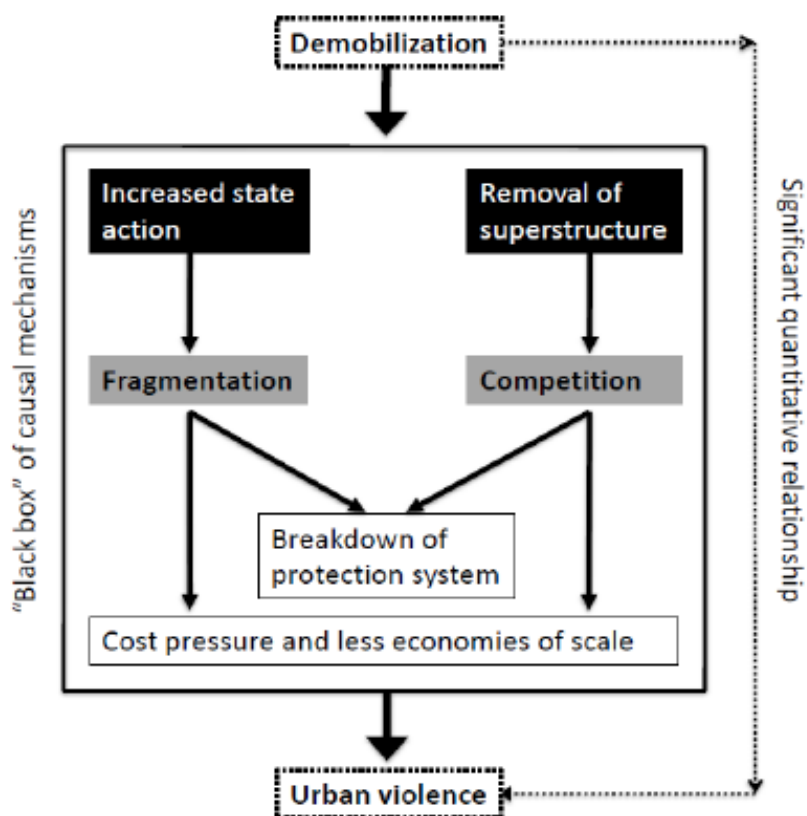 Demobilization
Increased state
action
Removal of
superstructure
Fragmentation
Competition
Breakdown of
protection system
Cost pressure and less economies of scale
Urban violence
"Black box" of causal mechanisms
Significant quantitative relationship